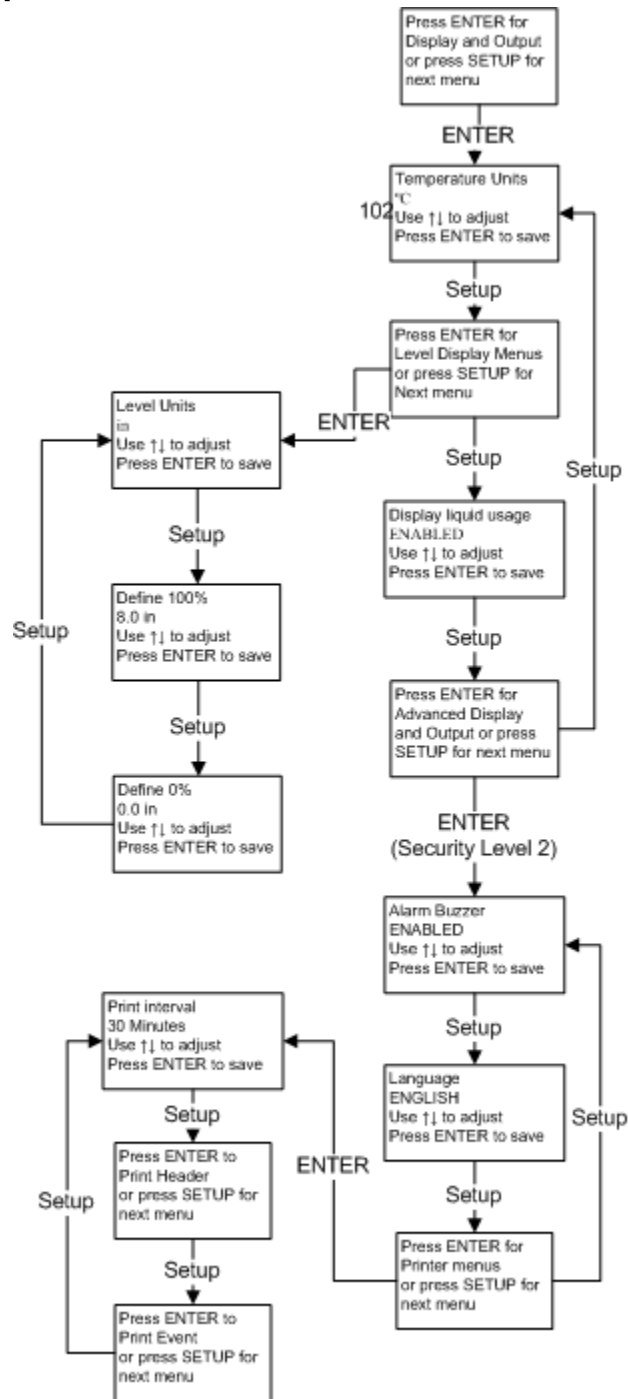 Press ENTER for
Display and Output
or press SETUP for
next menu
ENTER
Temperature Units
°C
102
Use ↑↓ to adjust
Press ENTER to save
Setup
Press ENTER for
Level Display Menus
or press SETUP for
Next menu
ENTER
Level Units
in
Use ↑↓ to adjust
Press ENTER to save
Setup
Define 100%
8.0 in
Use ↑↓ to adjust
Press ENTER to save
Setup
Define 0%
0.0 in
Use ↑↓ to adjust
Press ENTER to save
Setup
Setup
Display liquid usage
ENABLED
Use ↑↓ to adjust
Press ENTER to save
Setup
Press ENTER for
Advanced Display
and Output or press
SETUP for next menu
Setup
ENTER
(Security Level 2)
Alarm Buzzer
ENABLED
Use ↑↓ to adjust
Press ENTER to save
Setup
Language
ENGLISH
Use ↑↓ to adjust
Press ENTER to save
Setup
Press ENTER for
Printer menus
or press SETUP for
next menu
Setup
ENTER
Print interval
30 Minutes
Use ↑↓ to adjust
Press ENTER to save
Setup
Press ENTER to
Print Header
or press SETUP for
next menu
Setup
Press ENTER to
Print Event
or press SETUP for
next menu
Setup